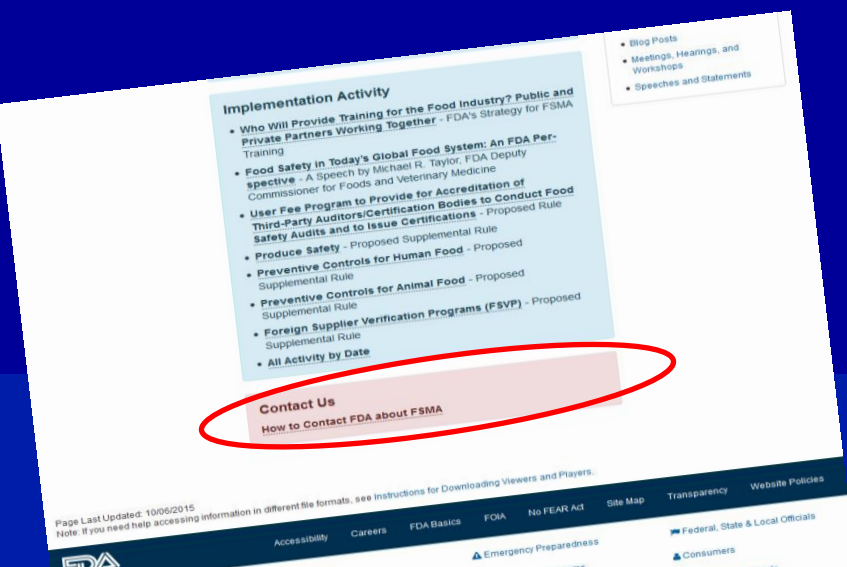 Blog Posts
Meetings, Hearings, and
Workshops
Speeches and Statements
Implementation Activity
Who Will Provide Training for the Food Industry? Public and
Private Partners Working Together - FDA's Strategy for FSMA
Training
Food Safety in Today's Global Food System: An FDA Per-
spective - A Speech by Michael R. Taylor, FDA Deputy
Commissioner for Foods and Veterinary Medicine
User Fee Program to Provide for Accreditation of
Third-Party Auditors/Certification Bodies to Conduct Food
Safety Audits and to Issue Certifications - Proposed Rule
Produce Safety - Proposed Supplemental Rule
Preventive Controls for Human Food - Proposed
Supplemental Rule
Preventive Controls for Animal Food - Proposed
Supplemental Rule
Foreign Supplier Verification Programs (FSVP) - Proposed
Supplemental Rule
All Activity by Date
Contact Us
How to Contact FDA about FSMA
Page Last Updated: 10/06/2015
Note: If you need help accessing information in different file formats, see Instructions for Downloading Viewers and Players.
Accessibility Careers FDA Basics FOIA No FEAR Act Site Map Transparency Website Policies
FDA
Emergency Preparedness
Federal, State & Local Officials
Consumers